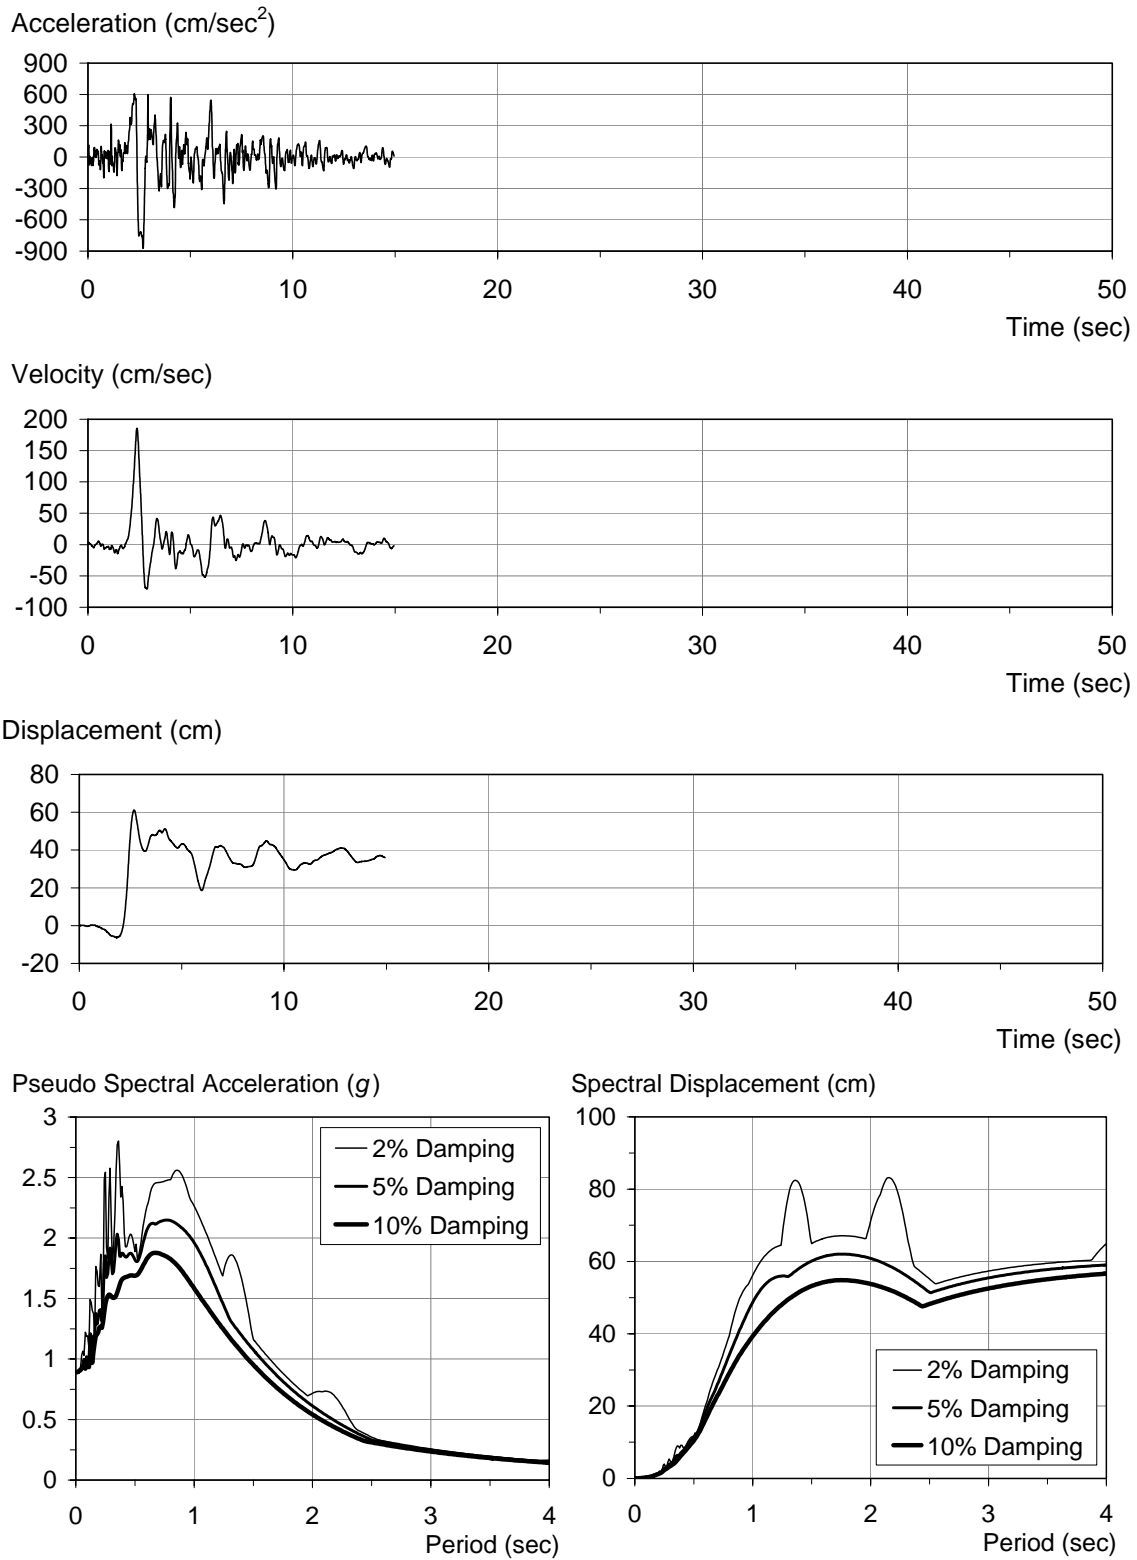 Acceleration (cm/sec²)
900
600
300
0
-300
-600
-900
0 10 20 30 40 50
Time (sec)
Velocity (cm/sec)
200
150
100
50
0
-50
-100
0 10 20 30 40 50
Time (sec)
Displacement (cm)
80
60
40
20
0
-20
0 10 20 30 40 50
Time (sec)
Pseudo Spectral Acceleration (g)
3
2.5
2
1.5
1
0.5
0
2% Damping
5% Damping
10% Damping
0 1 2 3 4
Period (sec)
Spectral Displacement (cm)
100
80
60
40
20
0
2% Damping
5% Damping
10% Damping
0 1 2 3 4
Period (sec)